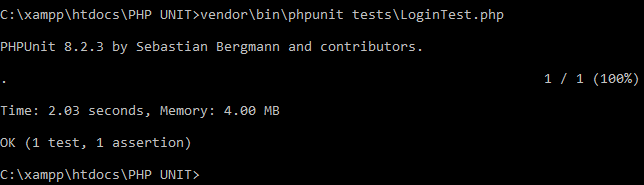 C:\xampp\htdocs\PHP UNIT>vendor\bin\phpunit tests\LoginTest.php
PHPUnit 8.2.3 by Sebastian Bergmann and contributors.
. 1 / 1 (100%)
Time: 2.03 seconds, Memory: 4.00 MB
OK (1 test, 1 assertion)
C:\xampp\htdocs\PHP UNIT>